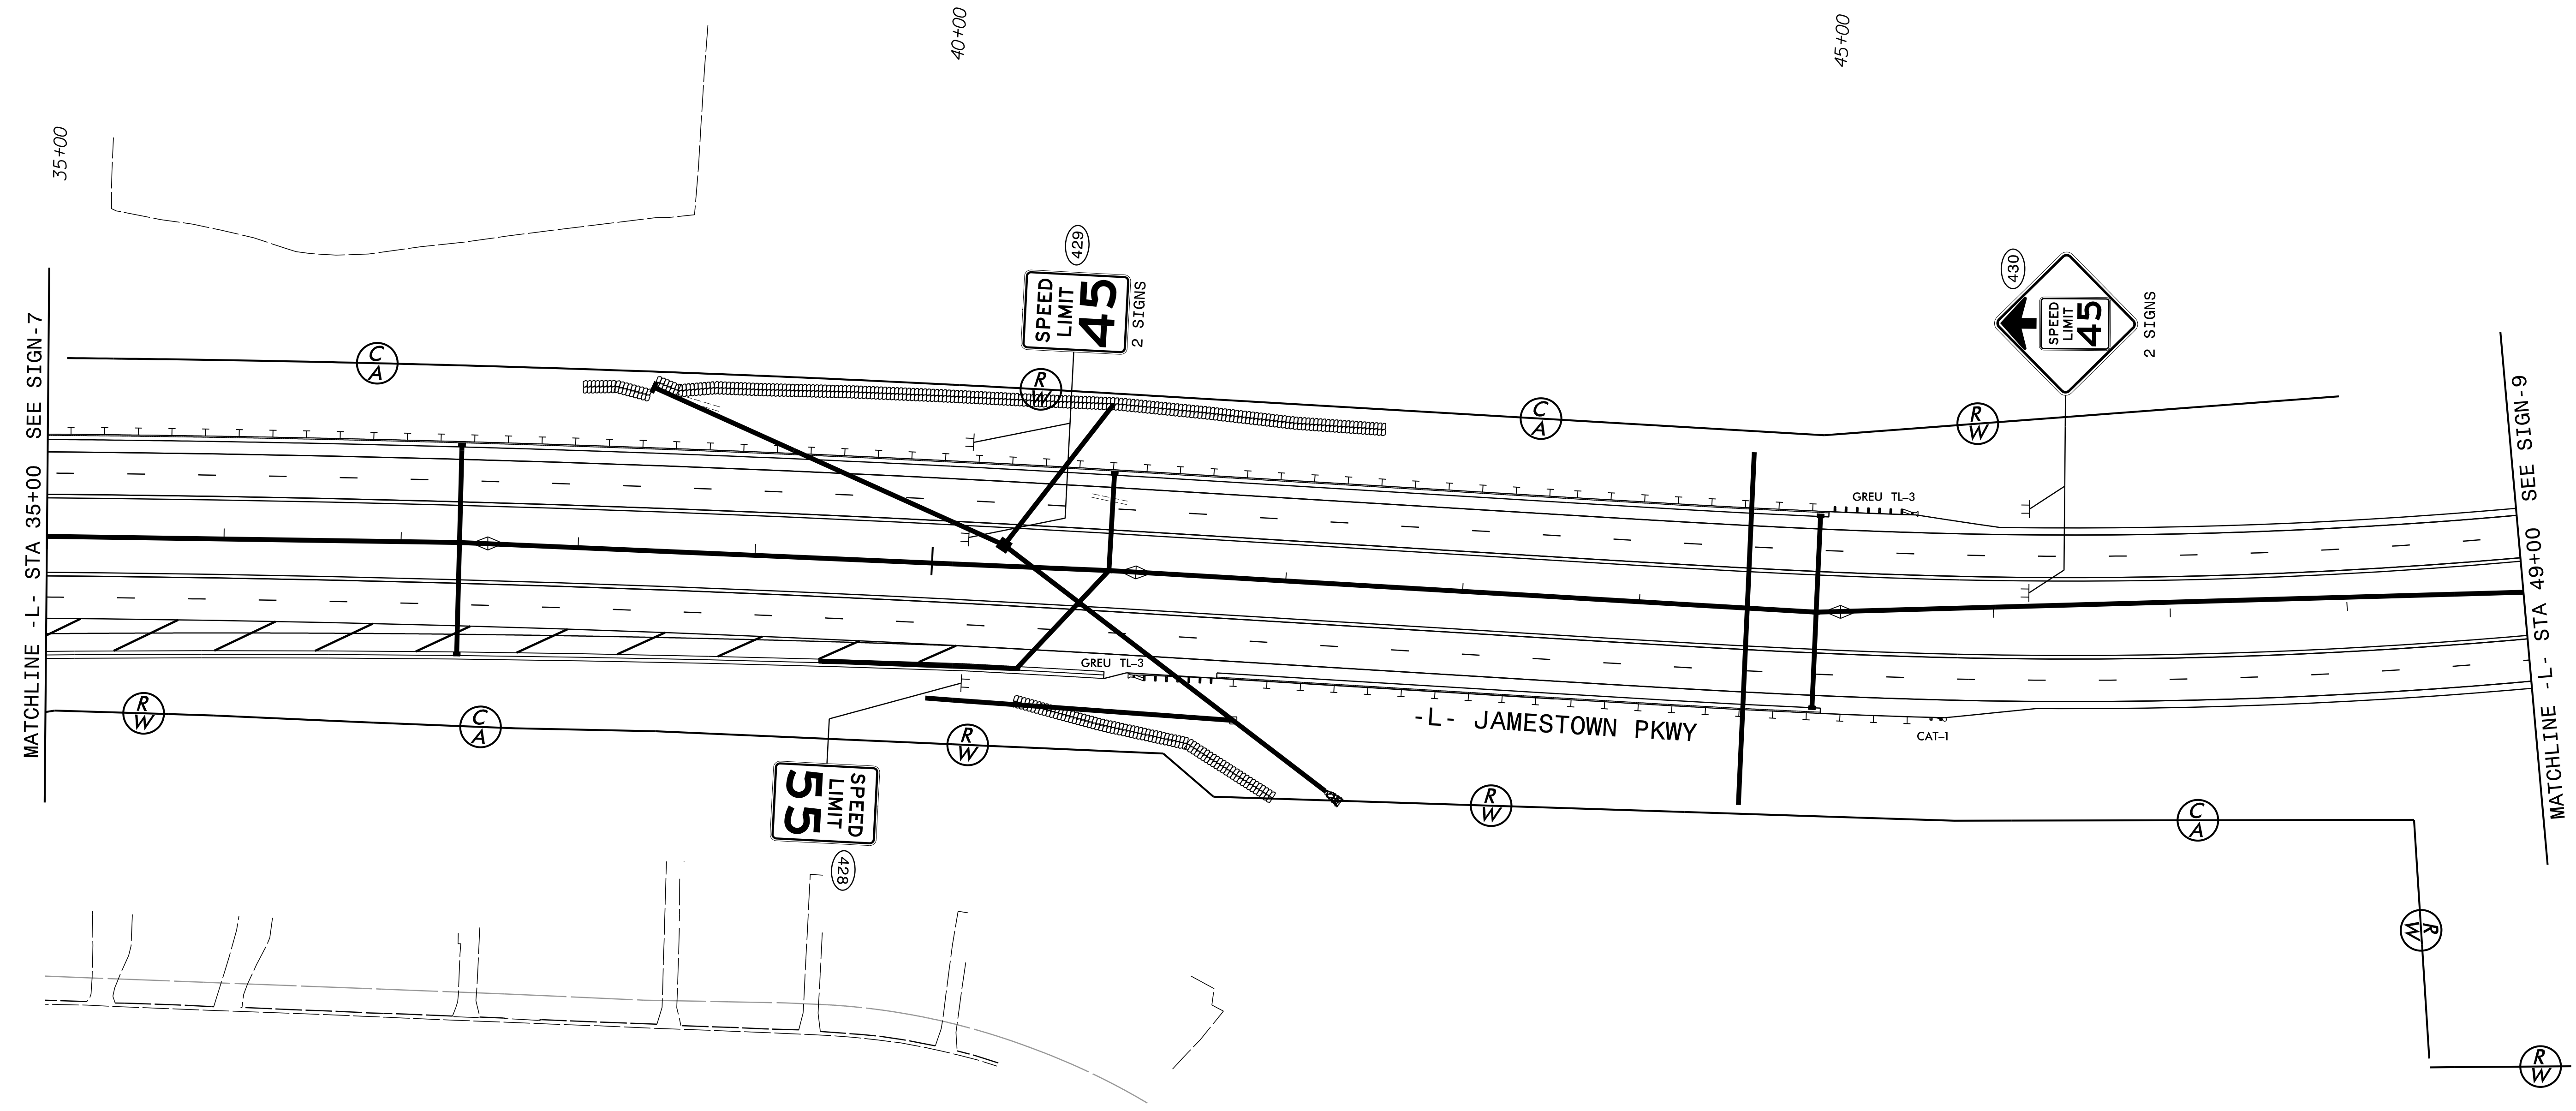 40+00
45+00
35+00
429
SPEED
LIMIT
45
2 SIGNS
430
SPEED
LIMIT
45
2 SIGNS
MATCHLINE -L- STA 35+00 SEE SIGN-7
C
A
R
W
C
A
R
W
GREU TL-3
MATCHLINE -L- STA 49+00 SEE SIGN-9
GREU TL-3
R
W
C
A
R
W
-L- JAMESTOWN PKWY
CAT-1
SPEED
LIMIT
55
428
R
W
C
A
R
W
R
W